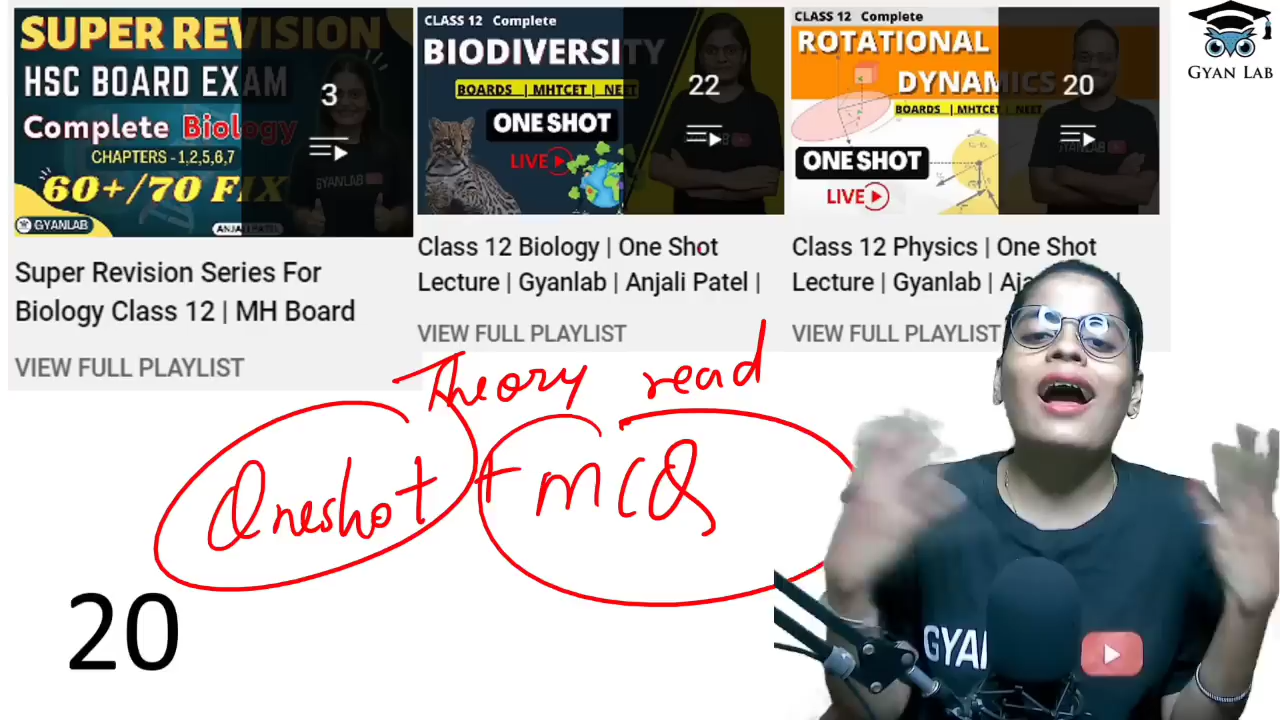 SUPER REVISION
HSC BOARD EXAM
Complete Biology
CHAPTERS - 1,2,5,6,7
60+/70 FIX
GYANLAB
GYANLAB
3
Super Revision Series For
Biology Class 12 | MH Board
VIEW FULL PLAYLIST
CLASS 12 Complete
BIODIVERSITY
BOARDS | MHTCET | NEET
ONE SHOT
LIVE
22
Class 12 Biology | One Shot
Lecture | Gyanlab | Anjali Patel |
VIEW FULL PLAYLIST
CLASS 12 Complete
ROTATIONAL
DYNAMICS
BOARDS | MHTCET | NEET
ONE SHOT
LIVE
20
Class 12 Physics | One Shot
Lecture | Gyanlab |
VIEW FULL PLAYLIST
GYAN LAB
Theory read
Oneshot + MCQ
20
GYAN